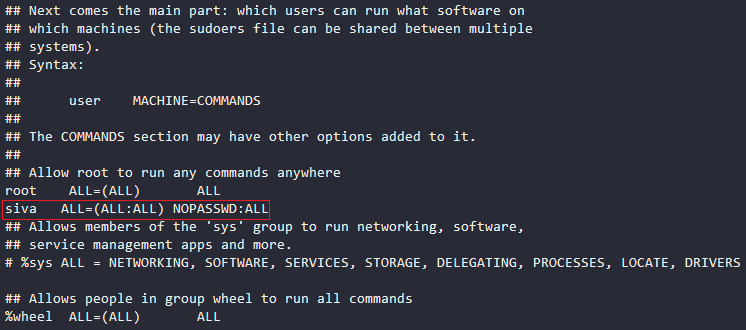 ## Next comes the main part: which users can run what software on
## which machines (the sudoers file can be shared between multiple
## systems).
## Syntax:
##
##      user    MACHINE=COMMANDS
##
## The COMMANDS section may have other options added to it.
##
## Allow root to run any commands anywhere
root    ALL=(ALL)       ALL
siva   ALL=(ALL:ALL) NOPASSWD:ALL
## Allows members of the 'sys' group to run networking, software,
## service management apps and more.
# %sys ALL = NETWORKING, SOFTWARE, SERVICES, STORAGE, DELEGATING, PROCESSES, LOCATE, DRIVERS

## Allows people in group wheel to run all commands
%wheel  ALL=(ALL)       ALL